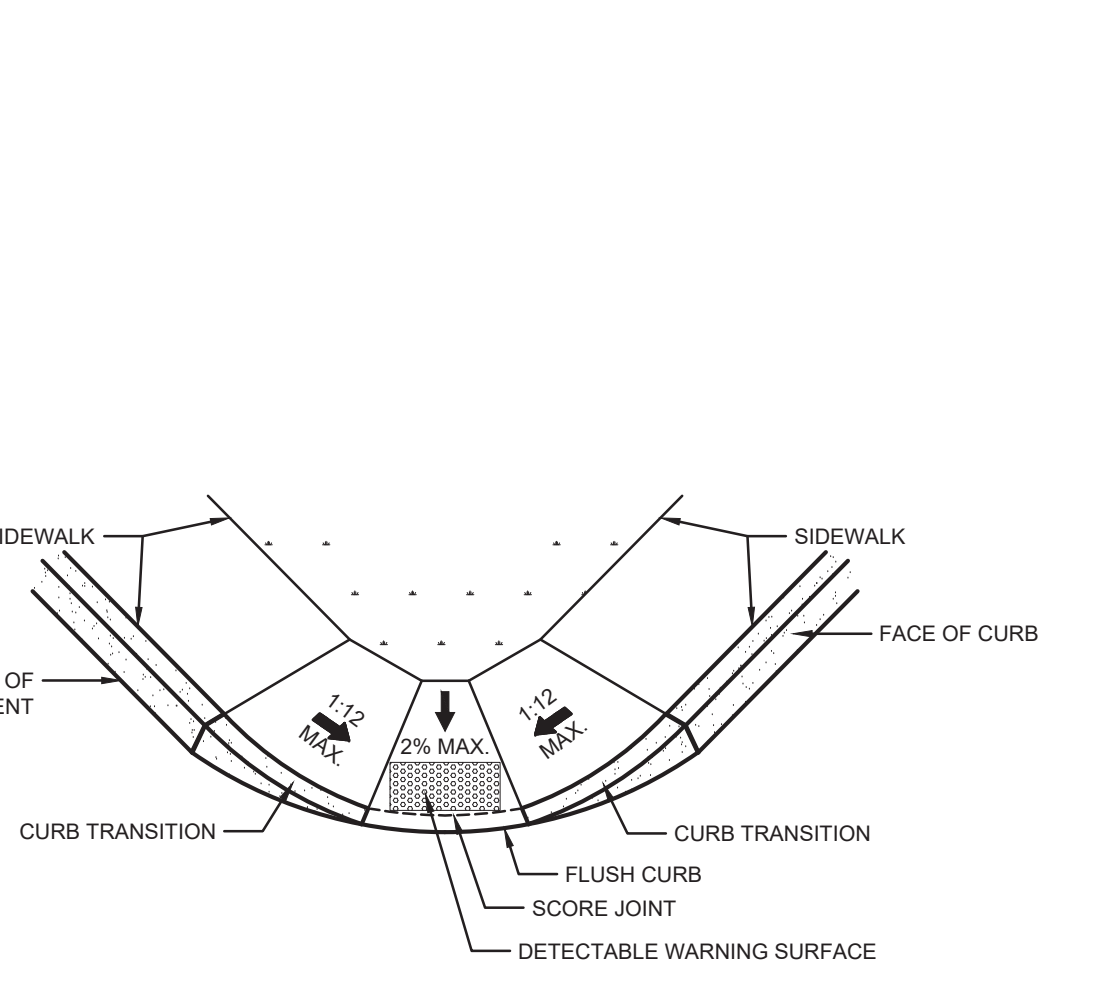 IDEWALK
SIDEWALK
FACE OF CURB
OF
ENT
1:12
MAX.
1:12
MAX.
2% MAX.
CURB TRANSITION
CURB TRANSITION
FLUSH CURB
SCORE JOINT
DETECTABLE WARNING SURFACE